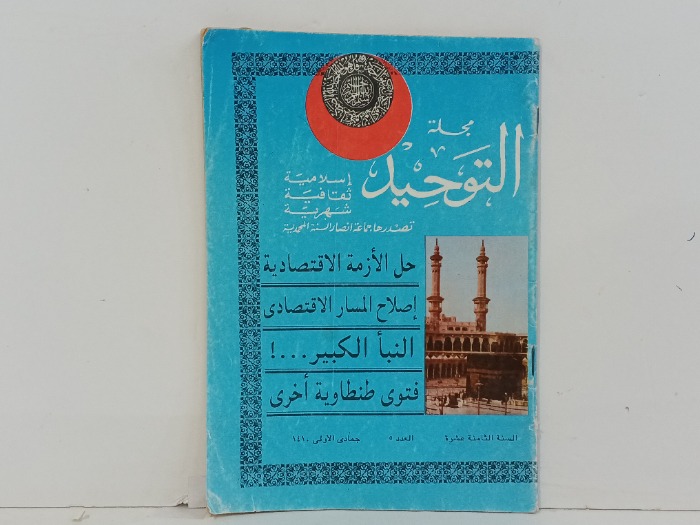 مجلة
التوحيد
إسلامية
ثقافية
شهرية
تصدرها جماعة انصار السنة المحمدية
حل الأزمة الاقتصادية
إصلاح المسار الاقتصادى
النبأ الكبير...!
فتوى طنطاوية أخرى
السنة الثامنة عشرة العدد ٥ جمادى الأولى ١٤١٠